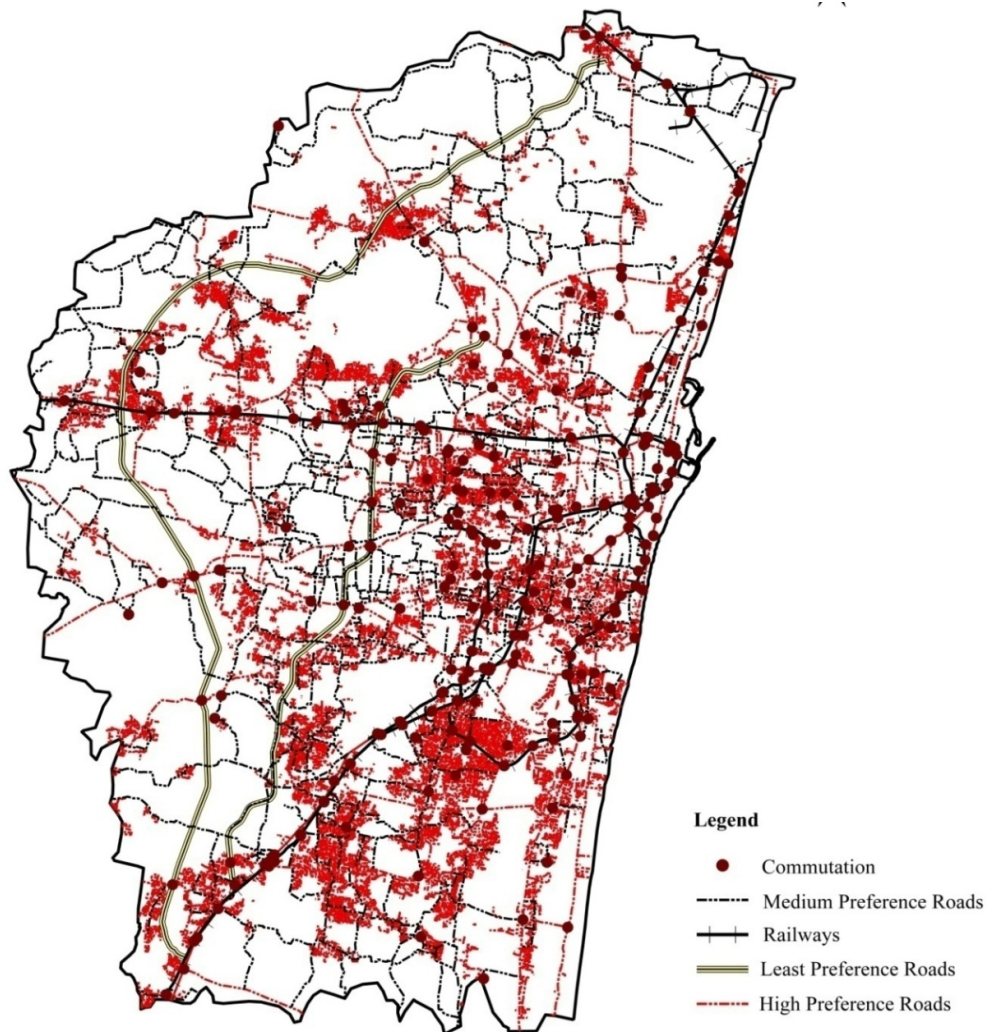 Legend
Commutation
Medium Preference Roads
Railways
Least Preference Roads
High Preference Roads